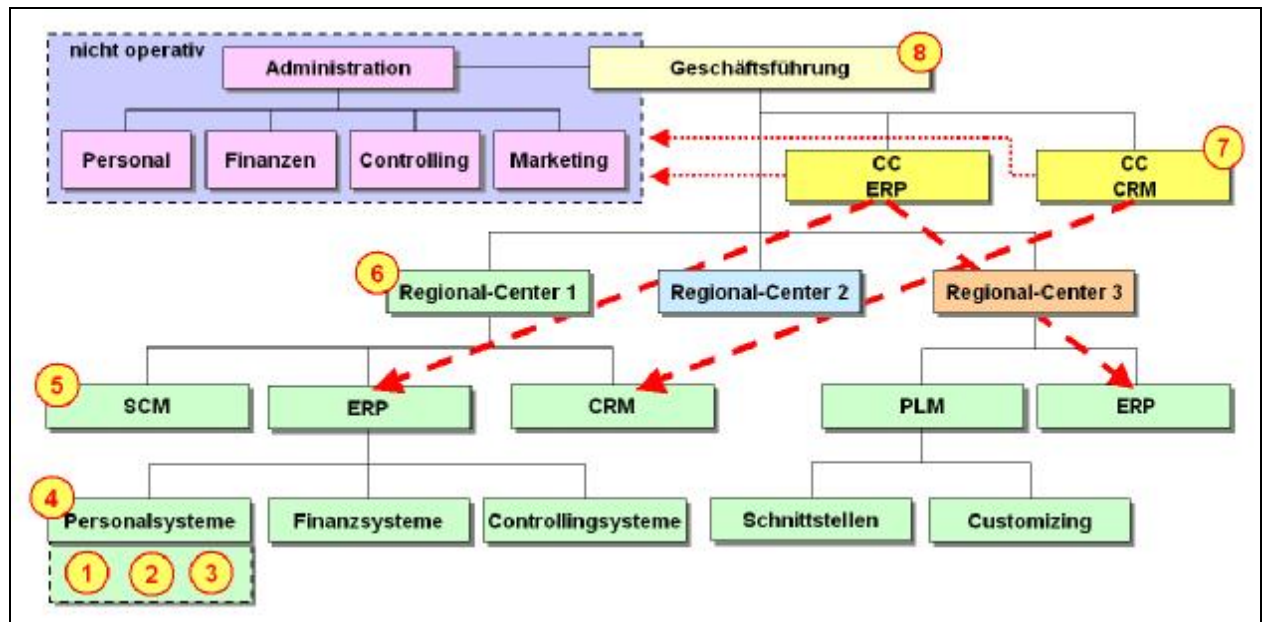 nicht operativ
Administration
Geschäftsführung
8
Personal
Finanzen
Controlling
Marketing
CC
ERP
CC
CRM
7
6
Regional-Center 1
Regional-Center 2
Regional-Center 3
5
SCM
ERP
CRM
PLM
ERP
4
Personalsysteme
Finanzsysteme
Controllingsysteme
Schnittstellen
Customizing
1
2
3